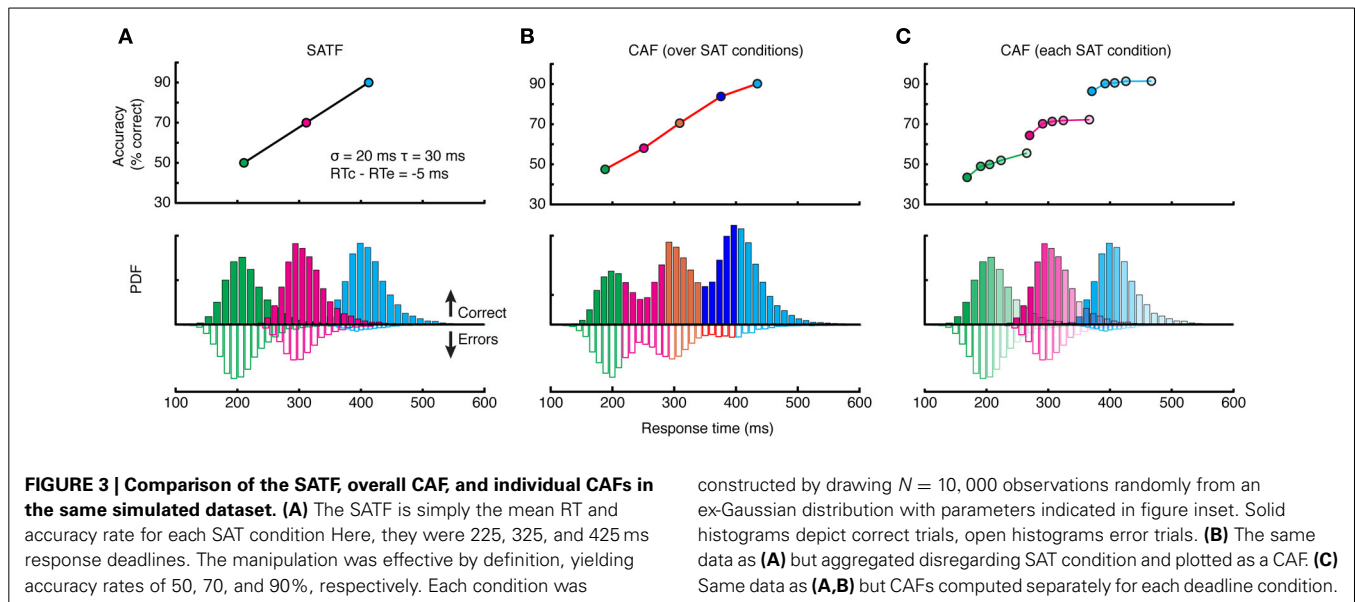 A
SATF
90
70
50
30
Accuracy
(% correct)
σ = 20 ms τ = 30 ms
RTc - RTe = -5 ms
B
CAF (over SAT conditions)
90
70
50
30
C
CAF (each SAT condition)
90
70
50
30
PDF
Correct
Errors
100 200 300 400 500 600
100 200 300 400 500 600
100 200 300 400 500 600
Response time (ms)
FIGURE 3 | Comparison of the SATF, overall CAF, and individual CAFs in
the same simulated dataset. (A) The SATF is simply the mean RT and
accuracy rate for each SAT condition Here, they were 225, 325, and 425 ms
response deadlines. The manipulation was effective by definition, yielding
accuracy rates of 50, 70, and 90%, respectively. Each condition was
constructed by drawing N = 10, 000 observations randomly from an
ex-Gaussian distribution with parameters indicated in figure inset. Solid
histograms depict correct trials, open histograms error trials. (B) The same
data as (A) but aggregated disregarding SAT condition and plotted as a CAF. (C)
Same data as (A,B) but CAFs computed separately for each deadline condition.